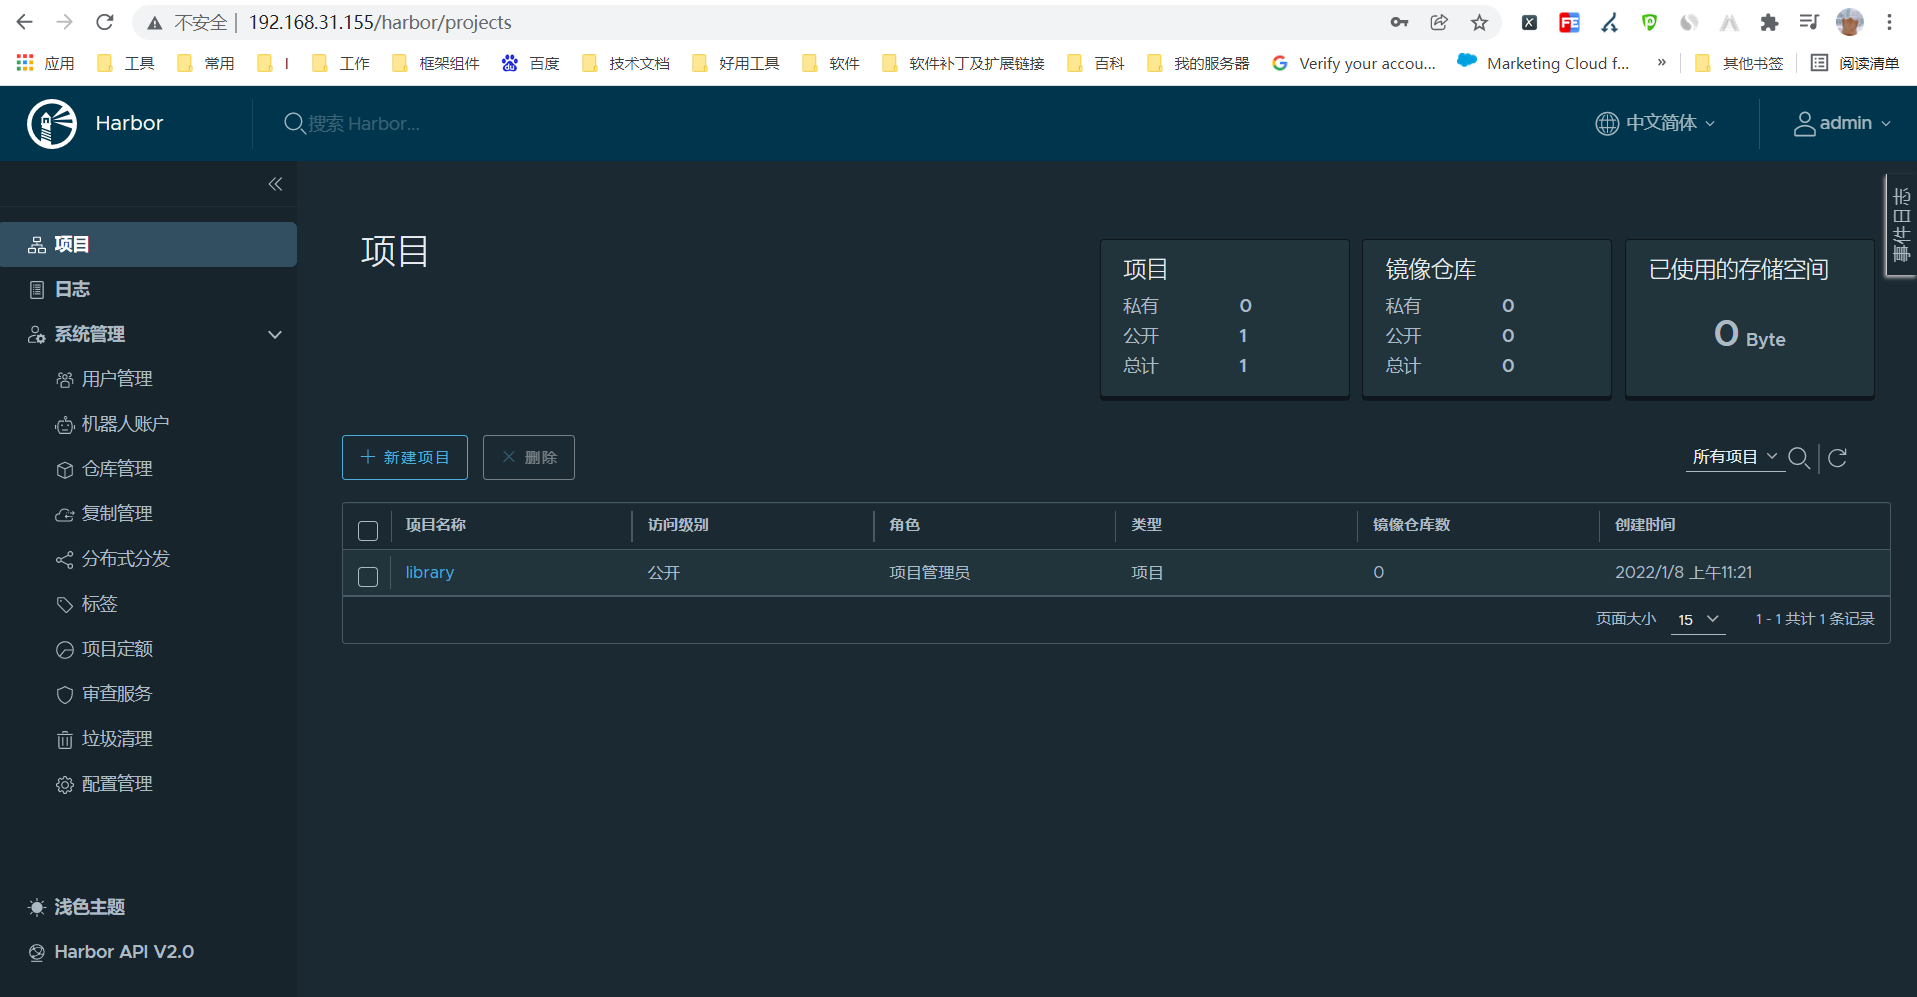 不安全 192.168.31.155/harbor/projects
应用 工具 常用 I 工作 框架组件 百度 技术文档 好用工具 软件 软件补丁及扩展链接 百科 我的服务器 Verify your accou... Marketing Cloud f... » 其他书签 阅读清单
Harbor 搜索 Harbor... 中文简体 admin
事件日志
项目
日志
系统管理
用户管理
机器人账户
仓库管理
复制管理
分布式分发
标签
项目定额
审查服务
垃圾清理
配置管理
浅色主题
Harbor API V2.0
项目
项目
私有 0
公开 1
总计 1
镜像仓库
私有 0
公开 0
总计 0
已使用的存储空间
0 Byte
+ 新建项目 × 删除 所有项目
项目名称 访问级别 角色 类型 镜像仓库数 创建时间
library 公开 项目管理员 项目 0 2022/1/8 上午11:21
页面大小 15 1 - 1 共计 1 条记录